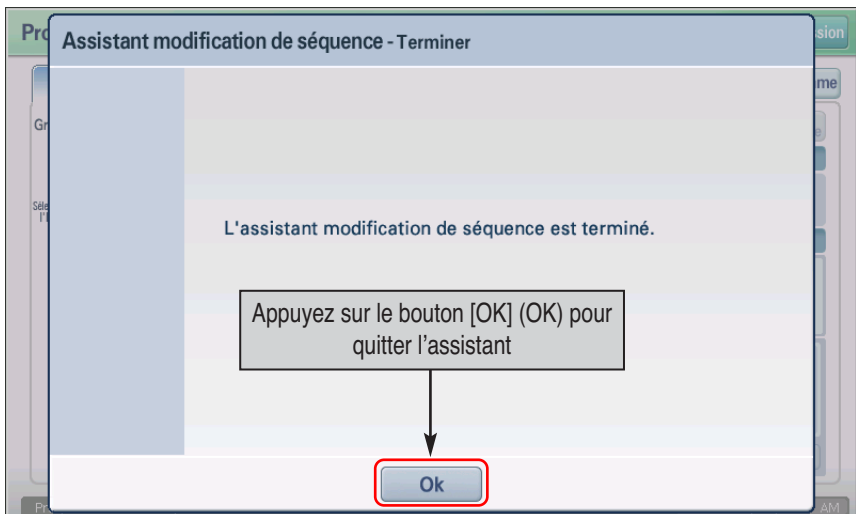 Assistant modification de séquence - Terminer
L'assistant modification de séquence est terminé.
Appuyez sur le bouton [OK] (OK) pour
quitter l’assistant
Ok
AM